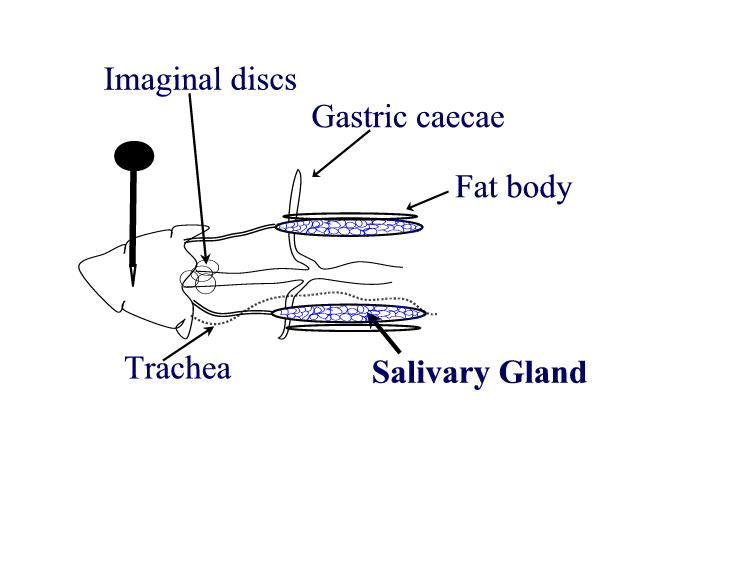 Imaginal discs
Gastric caecae
Fat body
Trachea
Salivary Gland